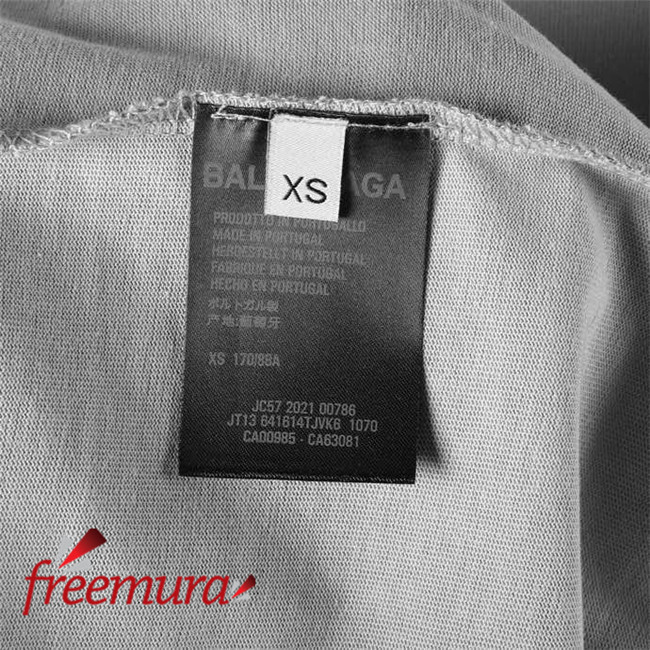 XS
BAL AGA
PRODOTTO IN PORTOGALLO
MADE IN PORTUGAL
HERGESTELLT IN PORTUGAL
FABRIQUE EN PORTUGAL
HECHO EN PORTUGAL
ポルトガル製
产地:葡萄牙
XS 170/88A
JC57 2021 00786
JT13 641614TJVK6 1070
CA00985 - CA63081
freemura